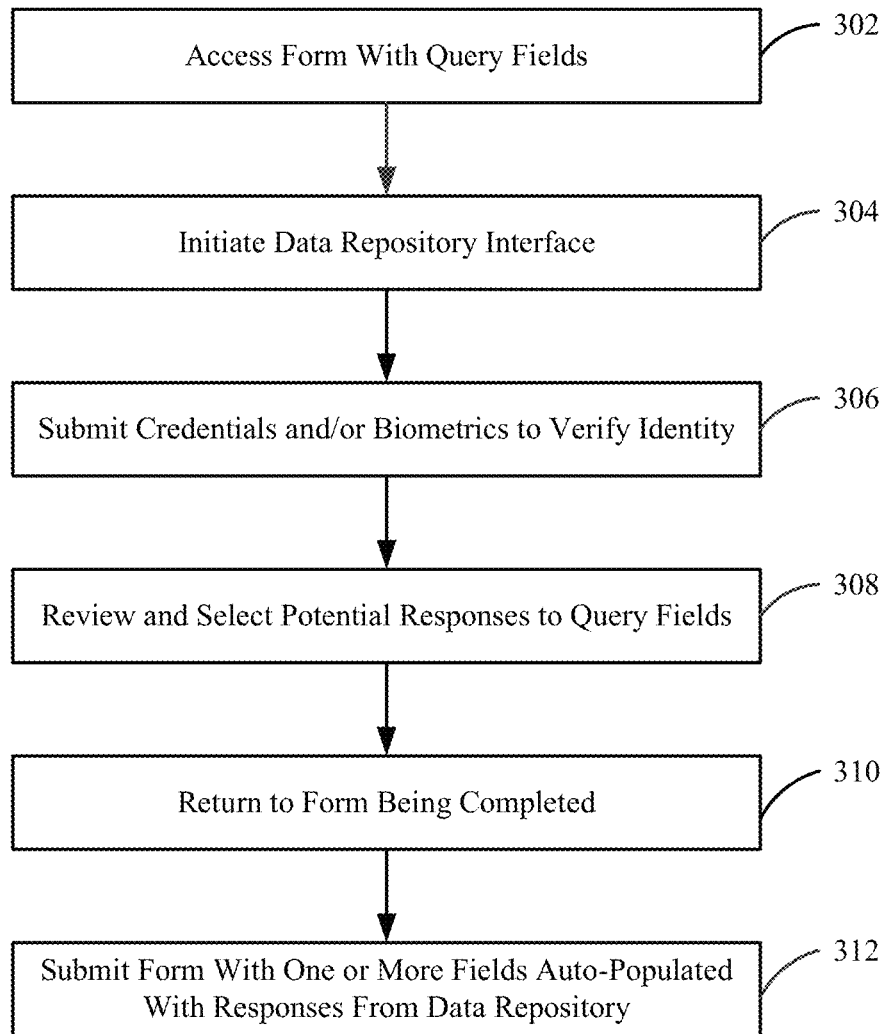 Access Form With Query Fields
302
Initiate Data Repository Interface
304
Submit Credentials and/or Biometrics to Verify Identity
306
Review and Select Potential Responses to Query Fields
308
Return to Form Being Completed
310
Submit Form With One or More Fields Auto-Populated
With Responses From Data Repository
312